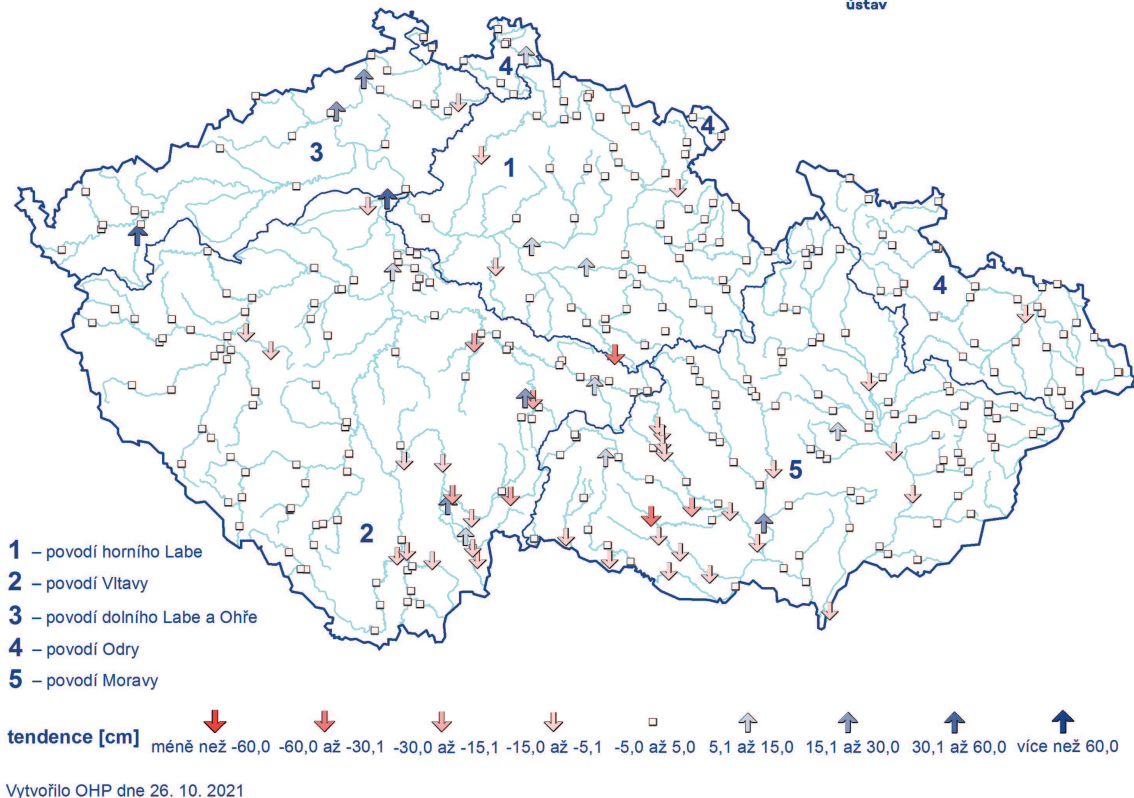 ústav
4
3
1
4
4
5
2
1 – povodí horního Labe
2 – povodí Vltavy
3 – povodí dolního Labe a Ohře
4 – povodí Odry
5 – povodí Moravy
tendence [cm]
méně než -60,0 -60,0 až -30,1 -30,0 až -15,1 -15,0 až -5,1 -5,0 až 5,0 5,1 až 15,0 15,1 až 30,0 30,1 až 60,0 více než 60,0
Vytvořilo OHP dne 26. 10. 2021